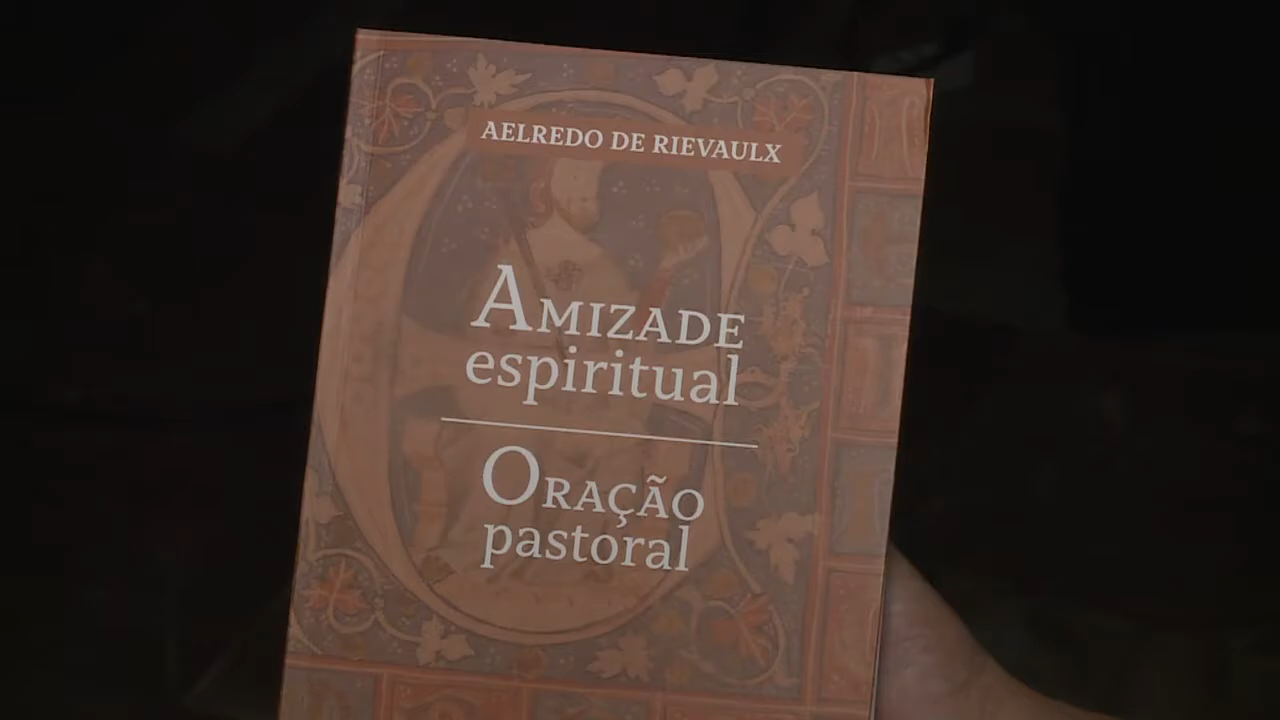 AELREDO DE RIEVAULX
AMIZADE
espiritual
ORAÇÃO
pastoral